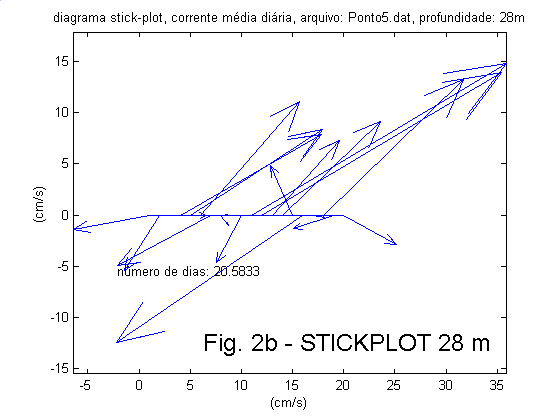 diagrama stick-plot, corrente média diária, arquivo: Ponto5.dat, profundidade: 28m
15
10
5
0
-5
-10
-15
(cm/s)
número de dias: 20.5833
Fig. 2b - STICKPLOT 28 m
-5 0 5 10 15 20 25 30 35
(cm/s)